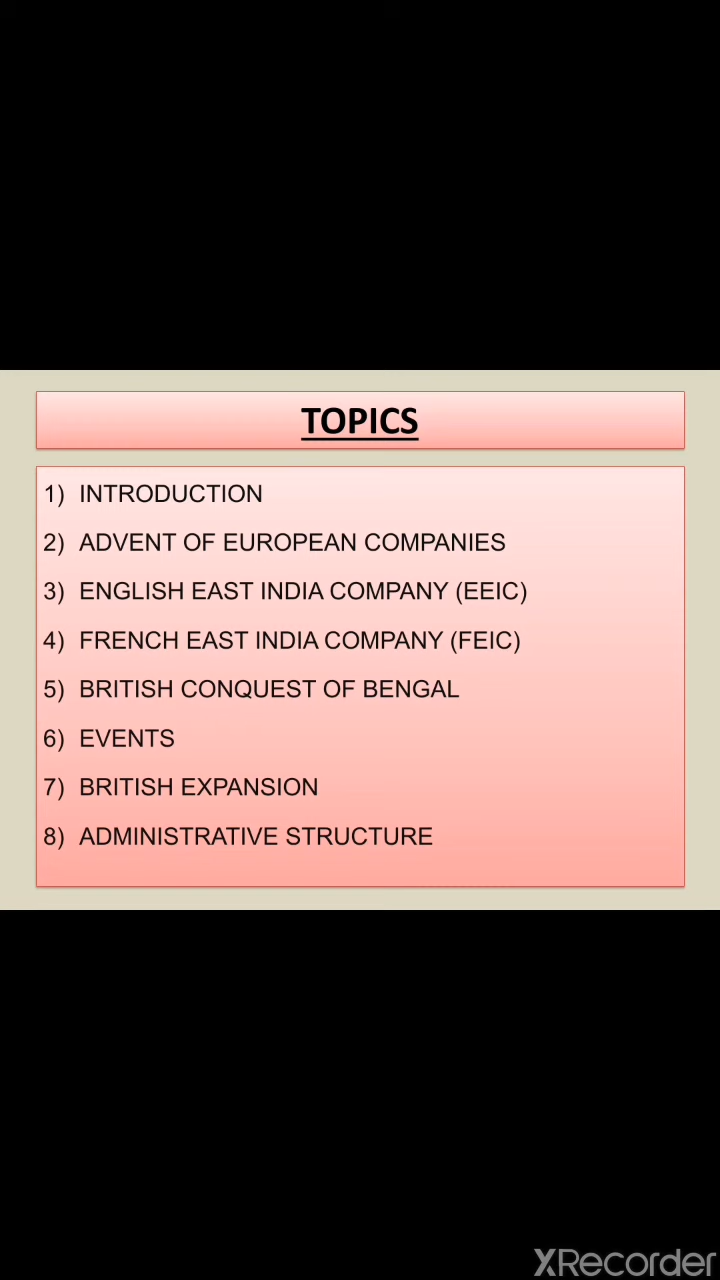 TOPICS
1) INTRODUCTION
2) ADVENT OF EUROPEAN COMPANIES
3) ENGLISH EAST INDIA COMPANY (EEIC)
4) FRENCH EAST INDIA COMPANY (FEIC)
5) BRITISH CONQUEST OF BENGAL
6) EVENTS
7) BRITISH EXPANSION
8) ADMINISTRATIVE STRUCTURE
XRecorder